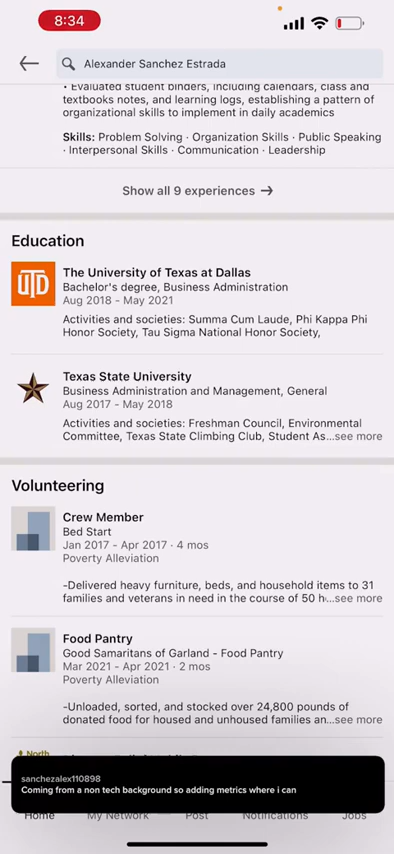 8:34
Alexander Sanchez Estrada
• Evaluated student binders, including calendars, class and
textbooks notes, and learning logs, establishing a pattern of
organizational skills to implement in daily academics
Skills: Problem Solving · Organization Skills · Public Speaking
· Interpersonal Skills · Communication · Leadership
Show all 9 experiences →
Education
UTD
The University of Texas at Dallas
Bachelor's degree, Business Administration
Aug 2018 - May 2021
Activities and societies: Summa Cum Laude, Phi Kappa Phi
Honor Society, Tau Sigma National Honor Society,
Texas State University
Business Administration and Management, General
Aug 2017 - May 2018
Activities and societies: Freshman Council, Environmental
Committee, Texas State Climbing Club, Student As...see more
Volunteering
Crew Member
Bed Start
Jan 2017 - Apr 2017 · 4 mos
Poverty Alleviation
-Delivered heavy furniture, beds, and household items to 31
families and veterans in need in the course of 50 h...see more
Food Pantry
Good Samaritans of Garland - Food Pantry
Mar 2021 - Apr 2021 · 2 mos
Poverty Alleviation
-Unloaded, sorted, and stocked over 24,800 pounds of
donated food for housed and unhoused families an...see more
North
sanchezalex110898
Coming from a non tech background so adding metrics where i can
Home My Network Post Notifications Jobs